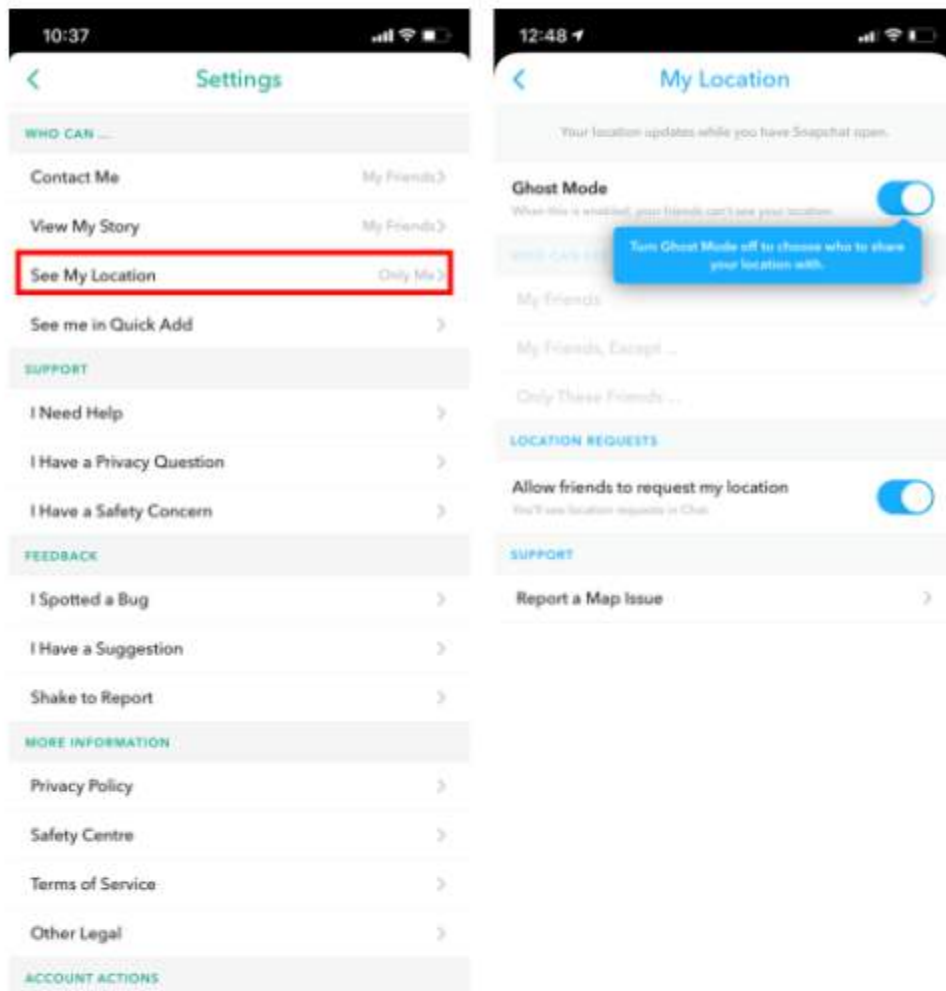 10:37
Settings
WHO CAN ...
Contact Me My Friends
View My Story My Friends
See My Location Only Me
See me in Quick Add
SUPPORT
I Need Help
I Have a Privacy Question
I Have a Safety Concern
FEEDBACK
I Spotted a Bug
I Have a Suggestion
Shake to Report
MORE INFORMATION
Privacy Policy
Safety Centre
Terms of Service
Other Legal
ACCOUNT ACTIONS
12:48
My Location
Your location updates while you have Snapchat open.
Ghost Mode
When this is enabled, your friends can't see your location.
Turn Ghost Mode off to choose who to share
your location with.
WHO CAN
My Friends
My Friends, Except ...
Only These Friends ...
LOCATION REQUESTS
Allow friends to request my location
You'll see location requests in Chat.
SUPPORT
Report a Map Issue